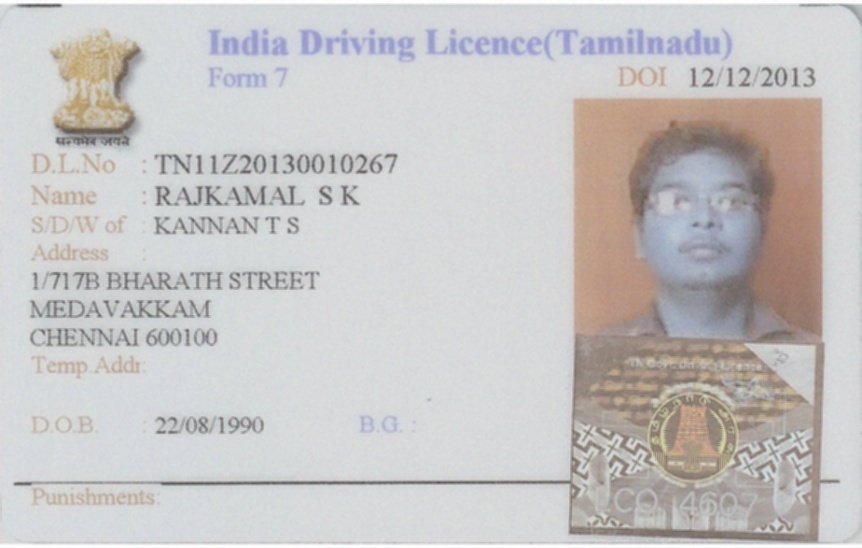 India Driving Licence(Tamilnadu)
Form 7
DOI 12/12/2013
सत्यमेव जयते
D.L.No : TN11Z20130010267
Name : RAJKAMAL S K
S/D/W of : KANNAN T S
Address :
1/717B BHARATH STREET
MEDAVAKKAM
CHENNAI 600100
Temp.Addr:
D.O.B. : 22/08/1990
B.G. :
CO 4607
Punishments: